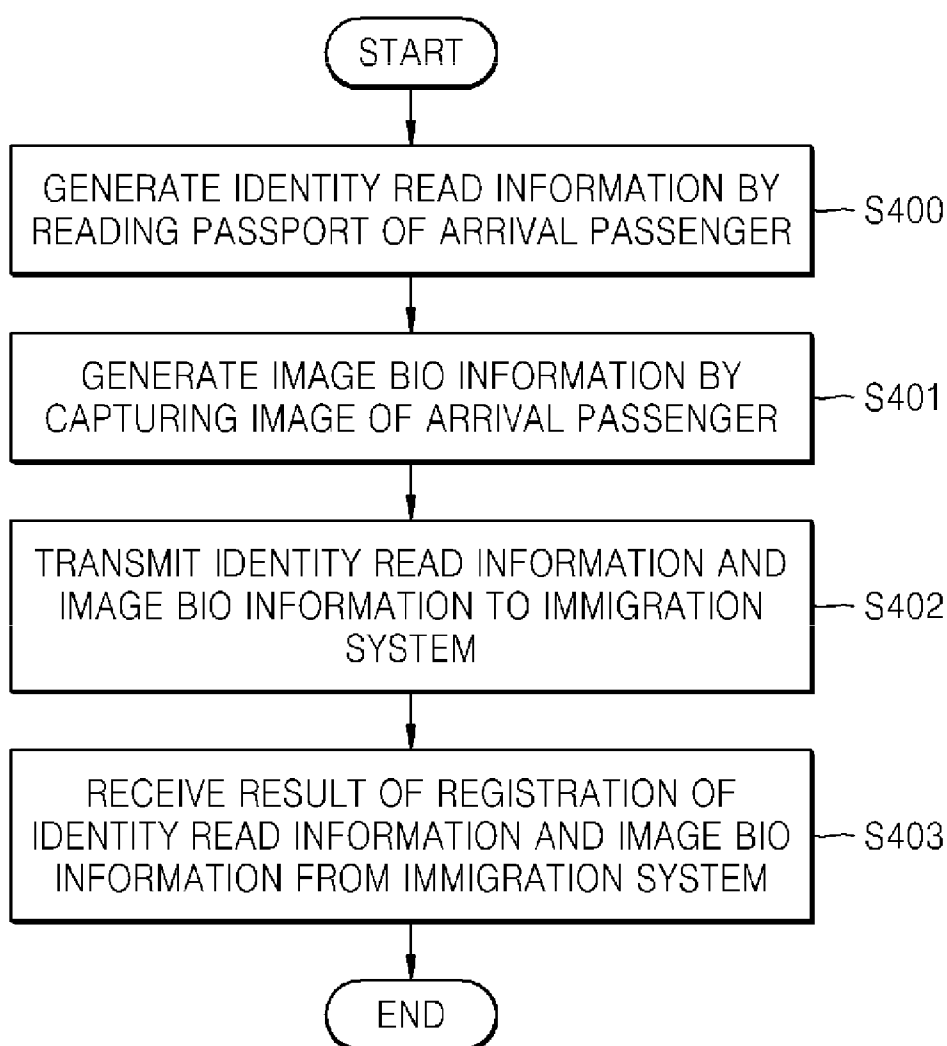 START
GENERATE IDENTITY READ INFORMATION BY
READING PASSPORT OF ARRIVAL PASSENGER
S400
GENERATE IMAGE BIO INFORMATION BY
CAPTURING IMAGE OF ARRIVAL PASSENGER
S401
TRANSMIT IDENTITY READ INFORMATION AND
IMAGE BIO INFORMATION TO IMMIGRATION
SYSTEM
S402
RECEIVE RESULT OF REGISTRATION OF
IDENTITY READ INFORMATION AND IMAGE BIO
INFORMATION FROM IMMIGRATION SYSTEM
S403
END